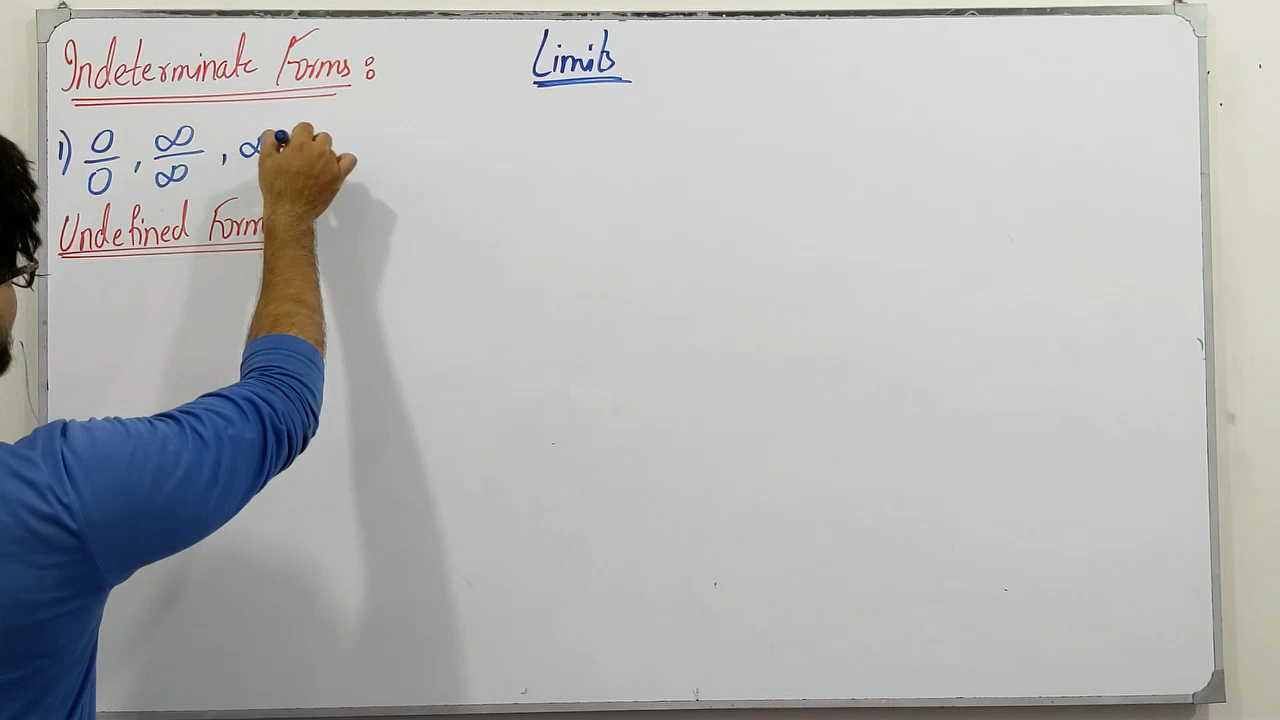 Indeterminate Forms :
Limits
1) 0/0 , ∞/∞ , ∞
Undefined Form